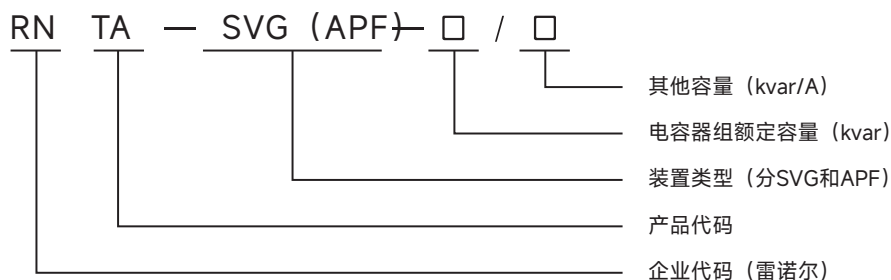 RN TA — SVG（APF）— □ / □
其他容量（kvar/A）
电容器组额定容量（kvar）
装置类型（分SVG和APF）
产品代码
企业代码（雷诺尔）